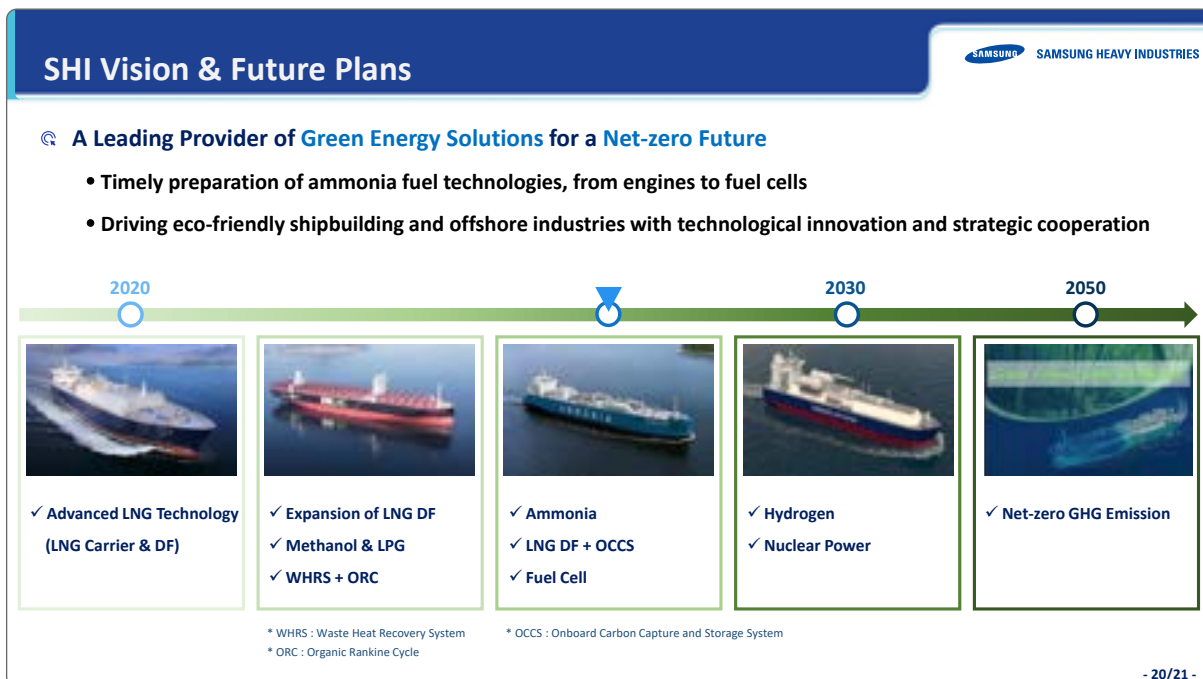 SHI Vision & Future Plans
SAMSUNG
SAMSUNG HEAVY INDUSTRIES
A Leading Provider of Green Energy Solutions for a Net-zero Future
• Timely preparation of ammonia fuel technologies, from engines to fuel cells
• Driving eco-friendly shipbuilding and offshore industries with technological innovation and strategic cooperation
2020
2030
2050
✓ Advanced LNG Technology
(LNG Carrier & DF)
✓ Expansion of LNG DF
✓ Methanol & LPG
✓ WHRS + ORC
AMMONIA
✓ Ammonia
✓ LNG DF + OCCS
✓ Fuel Cell
✓ Hydrogen
✓ Nuclear Power
✓ Net-zero GHG Emission
* WHRS : Waste Heat Recovery System
* ORC : Organic Rankine Cycle
* OCCS : Onboard Carbon Capture and Storage System
- 20/21 -